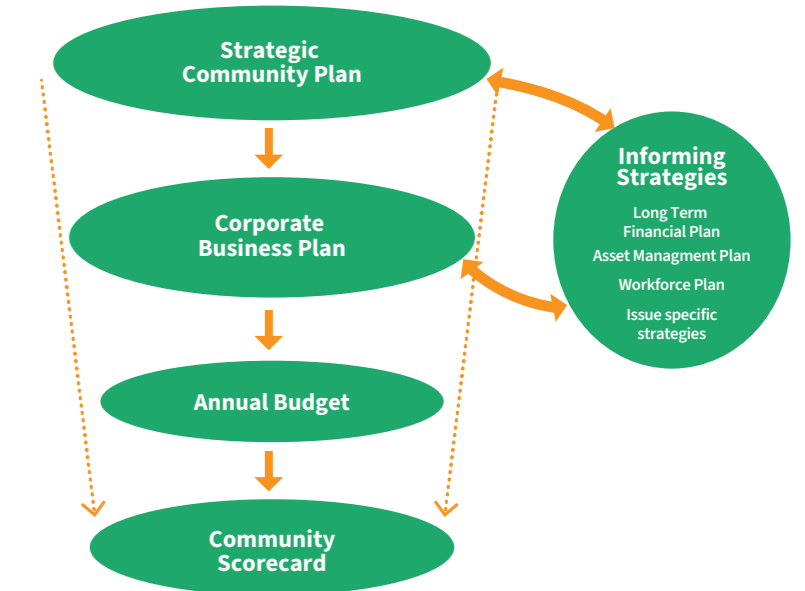 Strategic
Community Plan
Corporate
Business Plan
Annual Budget
Community
Scorecard
Informing
Strategies
Long Term
Financial Plan
Asset Managment Plan
Workforce Plan
Issue specific
strategies